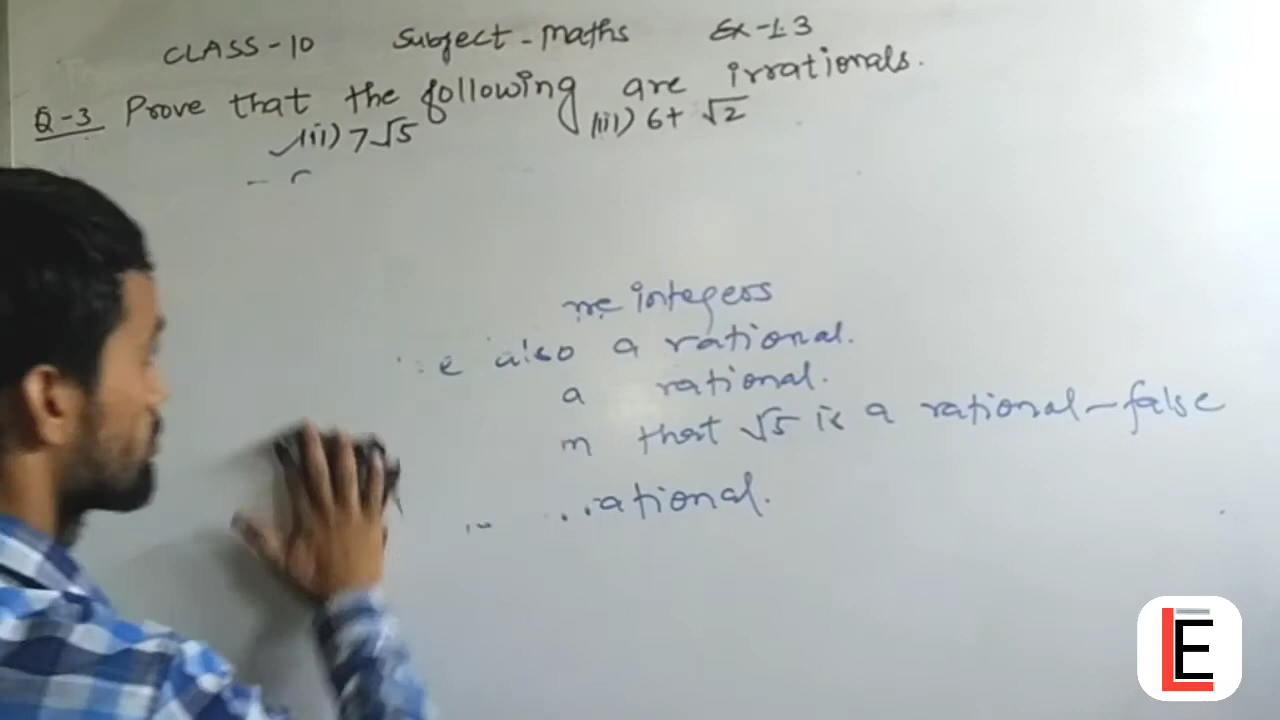 CLASS-10 Subject-maths Ex-1.3
Q-3 Prove that the following are irrationals.
(ii) 7√5 (iii) 6+ √2
integers
also a rational.
a rational.
that √5 is a rational-false
LE